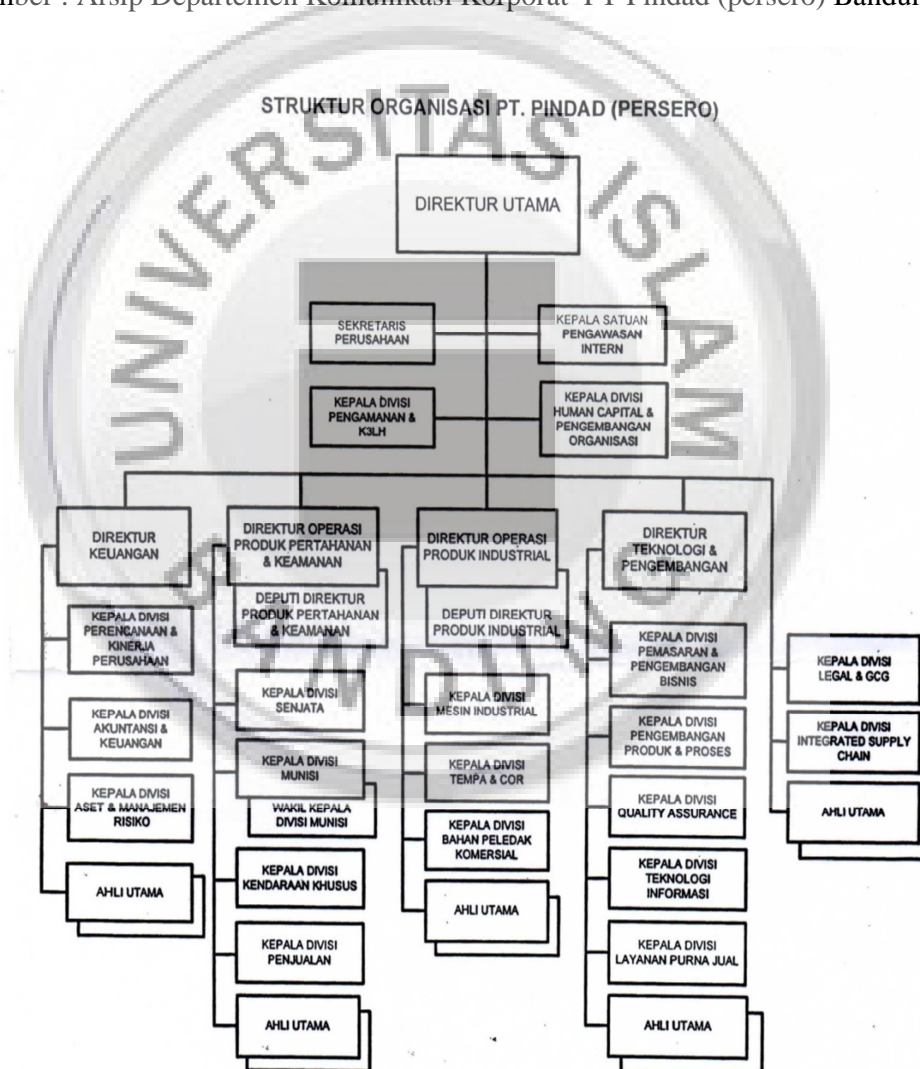 : Arsip Departemen Komunikasi Korporat PT Pindad (persero)
STRUKTUR ORGANISASI PT. PINDAD (PERSERO)
UNIVERSITAS ISLAM
BANDUNG
DIREKTUR UTAMA
SEKRETARIS
PERUSAHAAN
KEPALA SATUAN
PENGAWASAN
INTERN
KEPALA DIVISI
PENGAMANAN &
K3LH
KEPALA DIVISI
HUMAN CAPITAL &
PENGEMBANGAN
ORGANISASI
DIREKTUR
KEUANGAN
KEPALA DIVISI
PERENCANAAN &
KINERJA
PERUSAHAAN
KEPALA DIVISI
AKUNTANSI &
KEUANGAN
KEPALA DIVISI
ASET & MANAJEMEN
RISIKO
AHLI UTAMA
DIREKTUR OPERASI
PRODUK PERTAHANAN
& KEAMANAN
DEPUTI DIREKTUR
PRODUK PERTAHANAN
& KEAMANAN
KEPALA DIVISI
SENJATA
KEPALA DIVISI
MUNISI
WAKIL KEPALA
DIVISI MUNISI
KEPALA DIVISI
KENDARAAN KHUSUS
KEPALA DIVISI
PENJUALAN
AHLI UTAMA
DIREKTUR OPERASI
PRODUK INDUSTRIAL
DEPUTI DIREKTUR
PRODUK INDUSTRIAL
KEPALA DIVISI
MESIN INDUSTRIAL
KEPALA DIVISI
TEMPA & COR
KEPALA DIVISI
BAHAN PELEDAK
KOMERSIAL
AHLI UTAMA
DIREKTUR
TEKNOLOGI &
PENGEMBANGAN
KEPALA DIVISI
PEMASARAN &
PENGEMBANGAN
BISNIS
KEPALA DIVISI
PENGEMBANGAN
PRODUK & PROSES
KEPALA DIVISI
QUALITY ASSURANCE
KEPALA DIVISI
TEKNOLOGI
INFORMASI
KEPALA DIVISI
LAYANAN PURNA JUAL
AHLI UTAMA
KEPALA DIVISI
LEGAL & GCG
KEPALA DIVISI
INTEGRATED SUPPLY
CHAIN
AHLI UTAMA